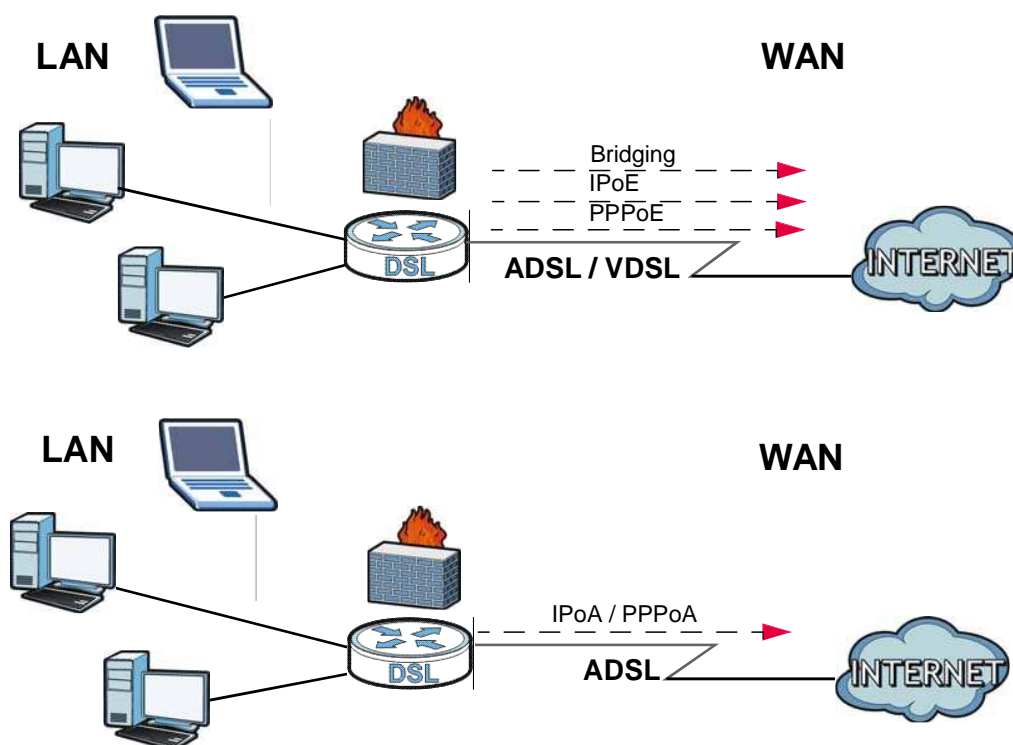 LAN
WAN
Bridging
IPoE
PPPoE
DSL
ADSL / VDSL
INTERNET
LAN
WAN
IPoA / PPPoA
DSL
ADSL
INTERNET